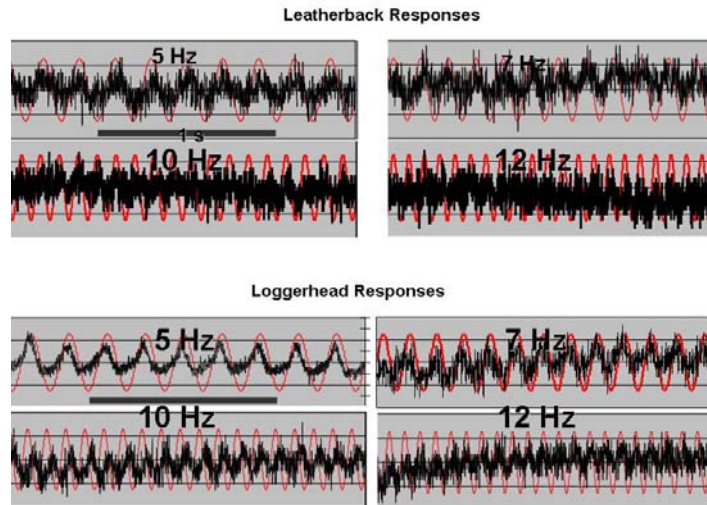 Leatherback Responses
5 Hz
7 Hz
1 s
10 Hz
12 Hz
Loggerhead Responses
5 Hz
7 Hz
10 Hz
12 Hz